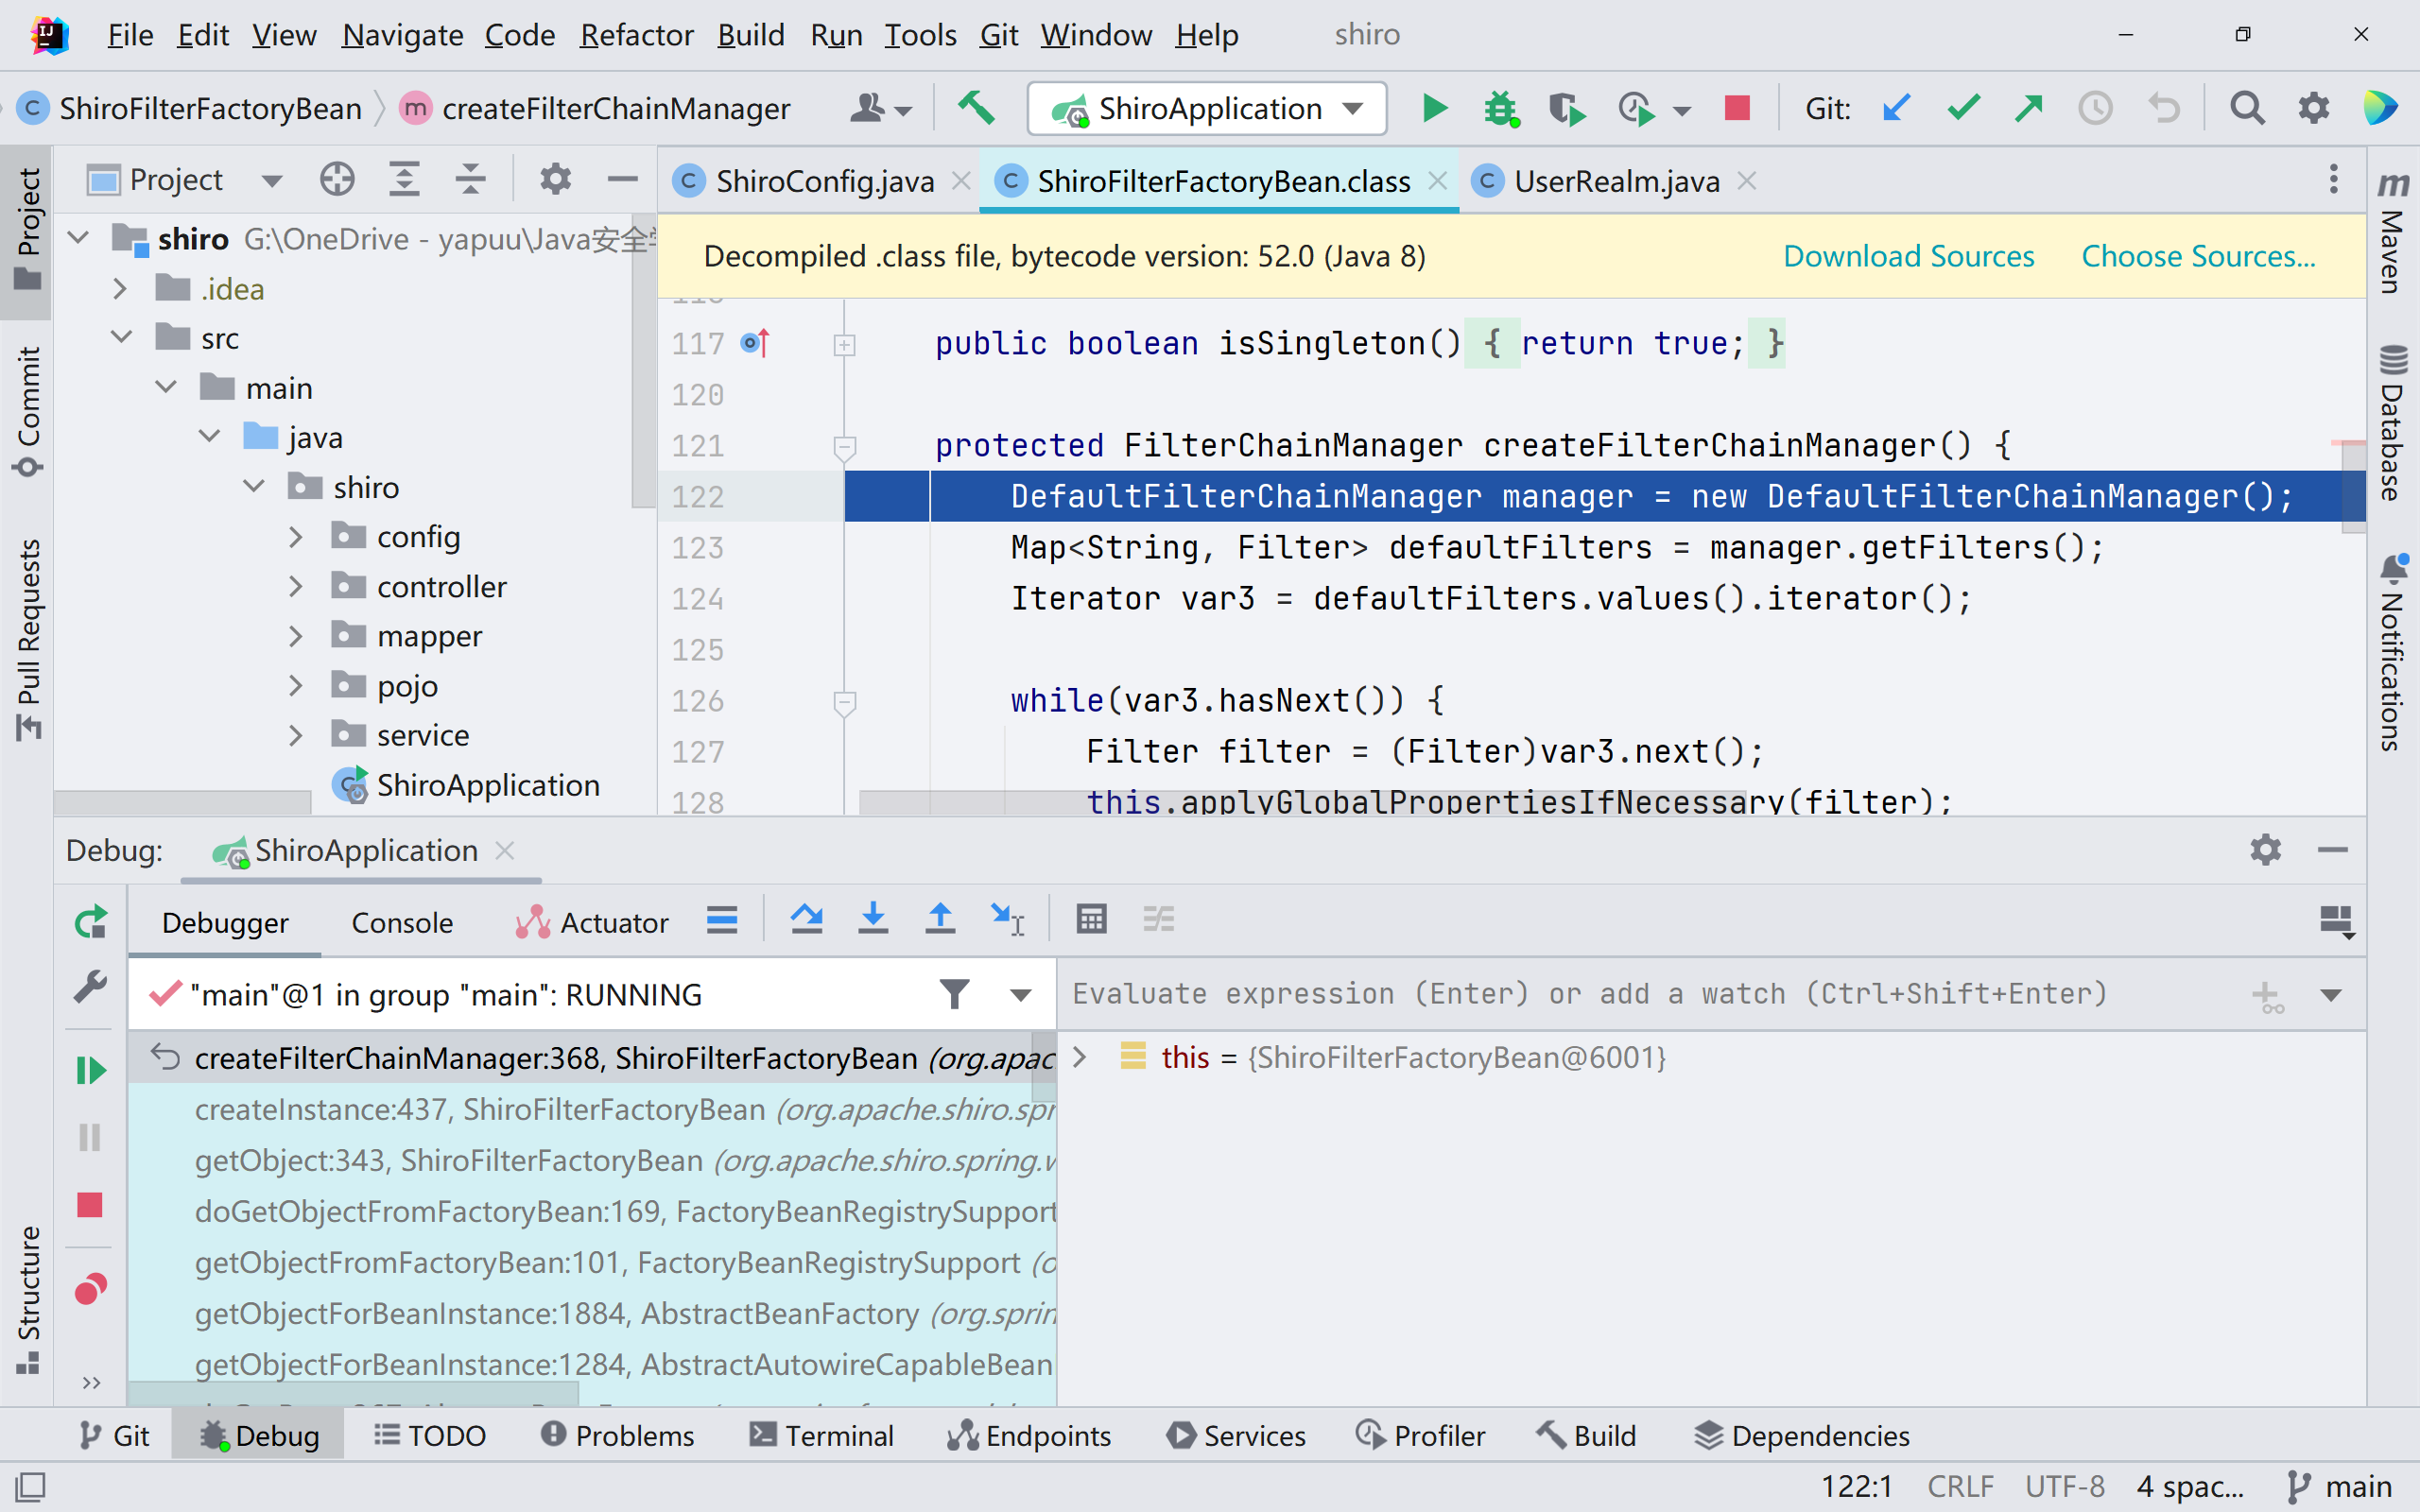 File Edit View Navigate Code Refactor Build Run Tools Git Window Help shiro
ShiroFilterFactoryBean createFilterChainManager ShiroApplication Git:
Project
ShiroConfig.java ShiroFilterFactoryBean.class UserRealm.java
Project
Commit
Pull Requests
Structure
shiro G:\OneDrive - yapuu\Java安全
.idea
src
main
java
shiro
config
controller
mapper
pojo
service
ShiroApplication
Decompiled .class file, bytecode version: 52.0 (Java 8) Download Sources Choose Sources...
117 public boolean isSingleton() { return true; }
120
121 protected FilterChainManager createFilterChainManager() {
122 DefaultFilterChainManager manager = new DefaultFilterChainManager();
123 Map<String, Filter> defaultFilters = manager.getFilters();
124 Iterator var3 = defaultFilters.values().iterator();
125
126 while(var3.hasNext()) {
127 Filter filter = (Filter)var3.next();
128 this.applyGlobalPropertiesIfNecessary(filter);
Maven
Database
Notifications
Debug: ShiroApplication
Debugger Console Actuator
"main"@1 in group "main": RUNNING
Evaluate expression (Enter) or add a watch (Ctrl+Shift+Enter)
createFilterChainManager:368, ShiroFilterFactoryBean (org.apac
createInstance:437, ShiroFilterFactoryBean (org.apache.shiro.spr
getObject:343, ShiroFilterFactoryBean (org.apache.shiro.spring.w
doGetObjectFromFactoryBean:169, FactoryBeanRegistrySupport
getObjectFromFactoryBean:101, FactoryBeanRegistrySupport (o
getObjectForBeanInstance:1884, AbstractBeanFactory (org.sprin
getObjectForBeanInstance:1284, AbstractAutowireCapableBean
this = {ShiroFilterFactoryBean@6001}
Git Debug TODO Problems Terminal Endpoints Services Profiler Build Dependencies
122:1 CRLF UTF-8 4 spac... main